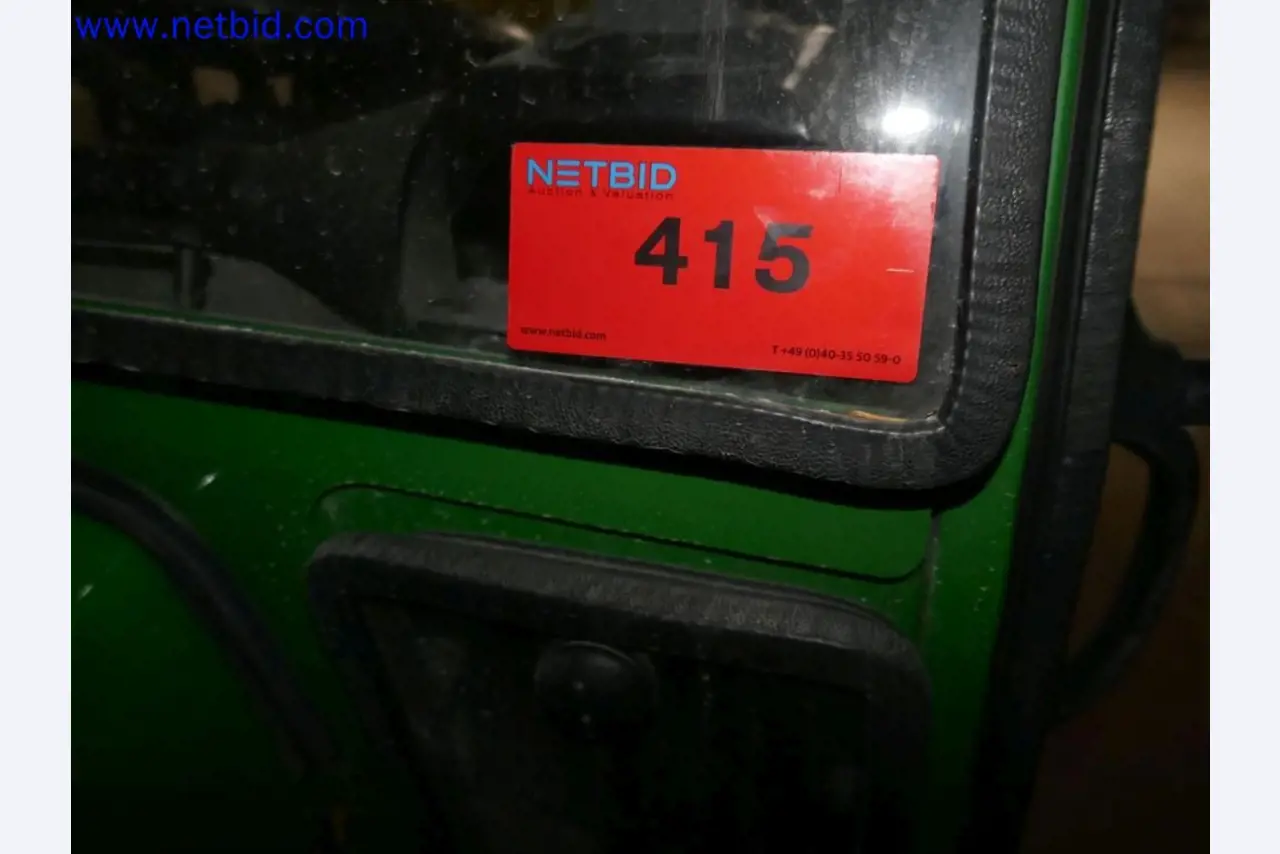 www.netbid.com
NETBID
Auction & Valuation
415
www.netbid.com
T +49 (0)40-35 50 59-0